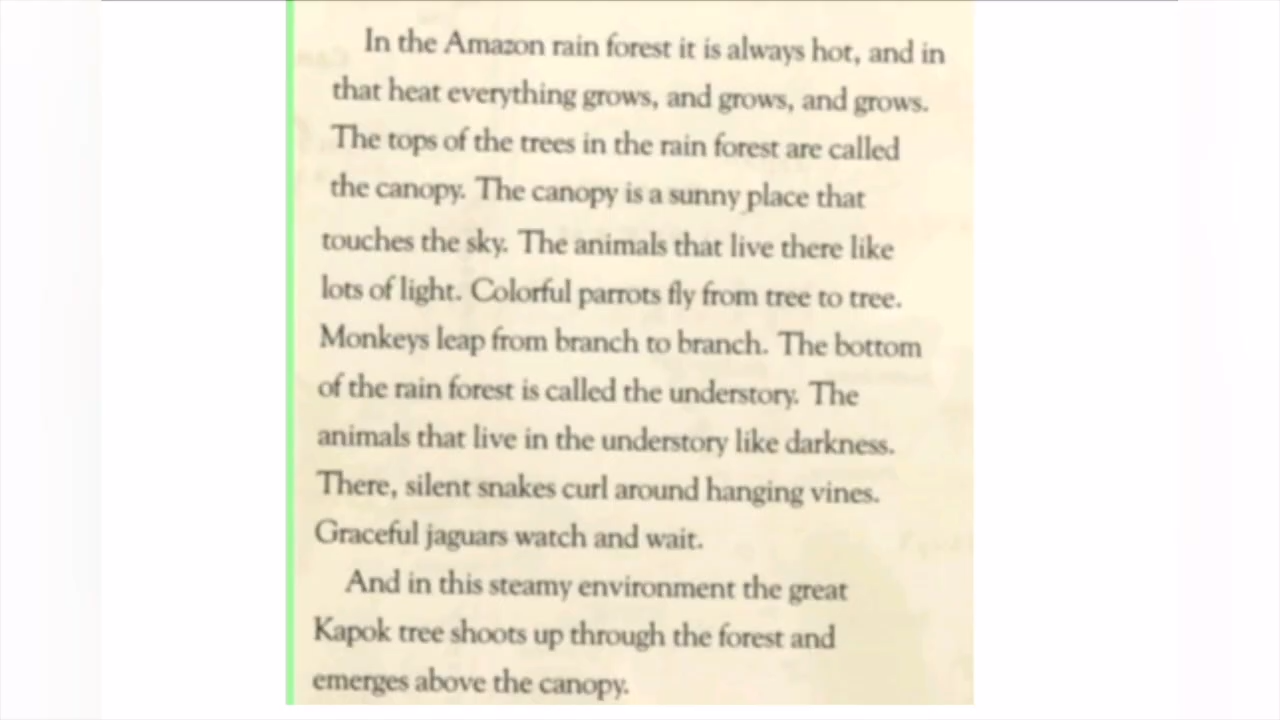 In the Amazon rain forest it is always hot, and in
that heat everything grows, and grows, and grows.
The tops of the trees in the rain forest are called
the canopy. The canopy is a sunny place that
touches the sky. The animals that live there like
lots of light. Colorful parrots fly from tree to tree.
Monkeys leap from branch to branch. The bottom
of the rain forest is called the understory. The
animals that live in the understory like darkness.
There, silent snakes curl around hanging vines.
Graceful jaguars watch and wait.
And in this steamy environment the great
Kapok tree shoots up through the forest and
emerges above the canopy.